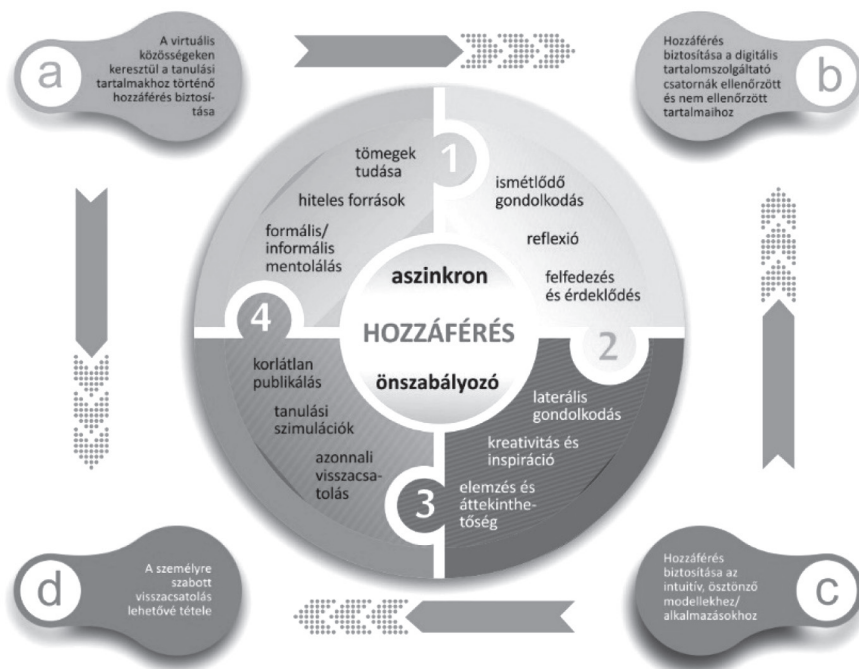 a
A virtuális
közösségeken
keresztül a tanulási
tartalmakhoz történő
hozzáférés biztosí-
tása
Hozzáférés
biztosítása a digitális
tartalomszolgáltató
csatornák ellenőrzött
és nem ellenőrzött
tartalmaihoz
b
1
tömegek
tudása
hiteles források
formális/
informális
mentolálás
ismétlődő
gondolkodás
reflexió
felfedezés
és érdeklődés
aszinkron
HOZZÁFÉRÉS
önszabályozó
4
2
korlátlan
publikálás
tanulási
szimulációk
azonnali
visszacsa-
tolás
laterális
gondolkodás
kreativitás és
inspiráció
elemzés és
áttekinthe-
tőség
3
d
A személyre
szabott
visszacsatolás
lehetővé tétele
Hozzáférés
biztosítása az
intuitív, ösztönző
modellekhez/
alkalmazásokhoz
c